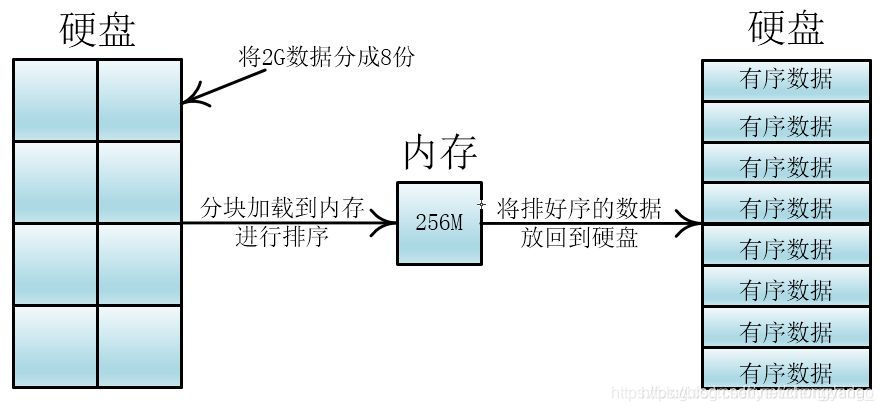 硬盘
硬盘
将2G数据分成8份
有序数据
有序数据
内存
有序数据
分块加载到内存
进行排序
256M
将排好序的数据
放回到硬盘
有序数据
有序数据
有序数据
有序数据
有序数据